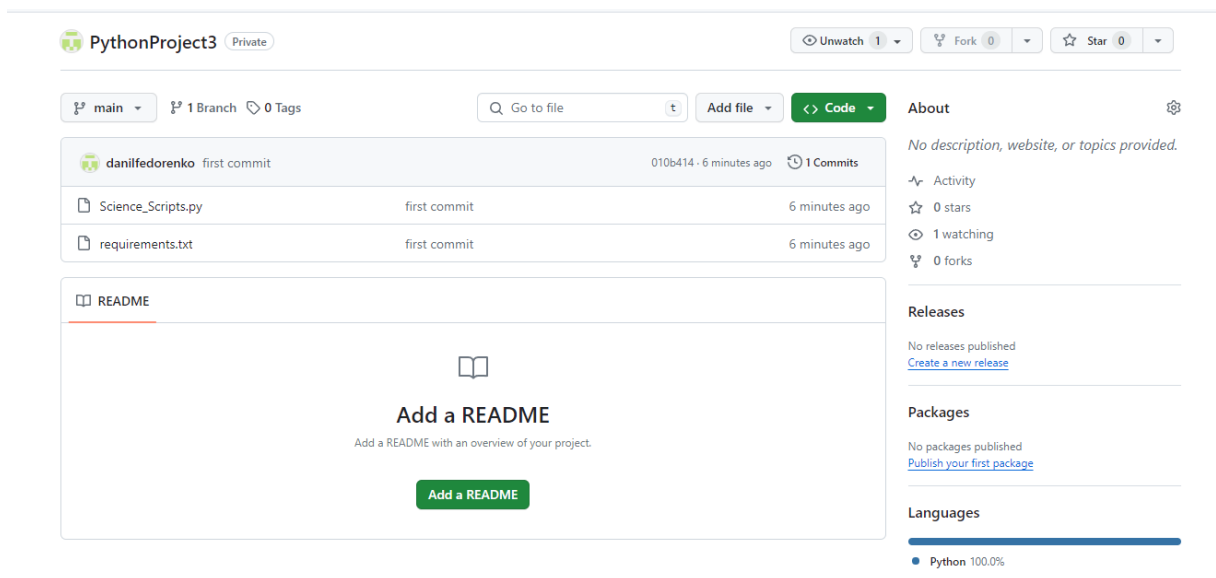 PythonProject3 Private
Unwatch 1
Fork 0
Star 0
main
1 Branch
0 Tags
Go to file t
Add file
<> Code
danilfedorenko first commit
010b414 · 6 minutes ago
1 Commits
Science_Scripts.py first commit 6 minutes ago
requirements.txt first commit 6 minutes ago
README
Add a README
Add a README with an overview of your project.
Add a README
About
No description, website, or topics provided.
Activity
0 stars
1 watching
0 forks
Releases
No releases published
Create a new release
Packages
No packages published
Publish your first package
Languages
Python 100.0%